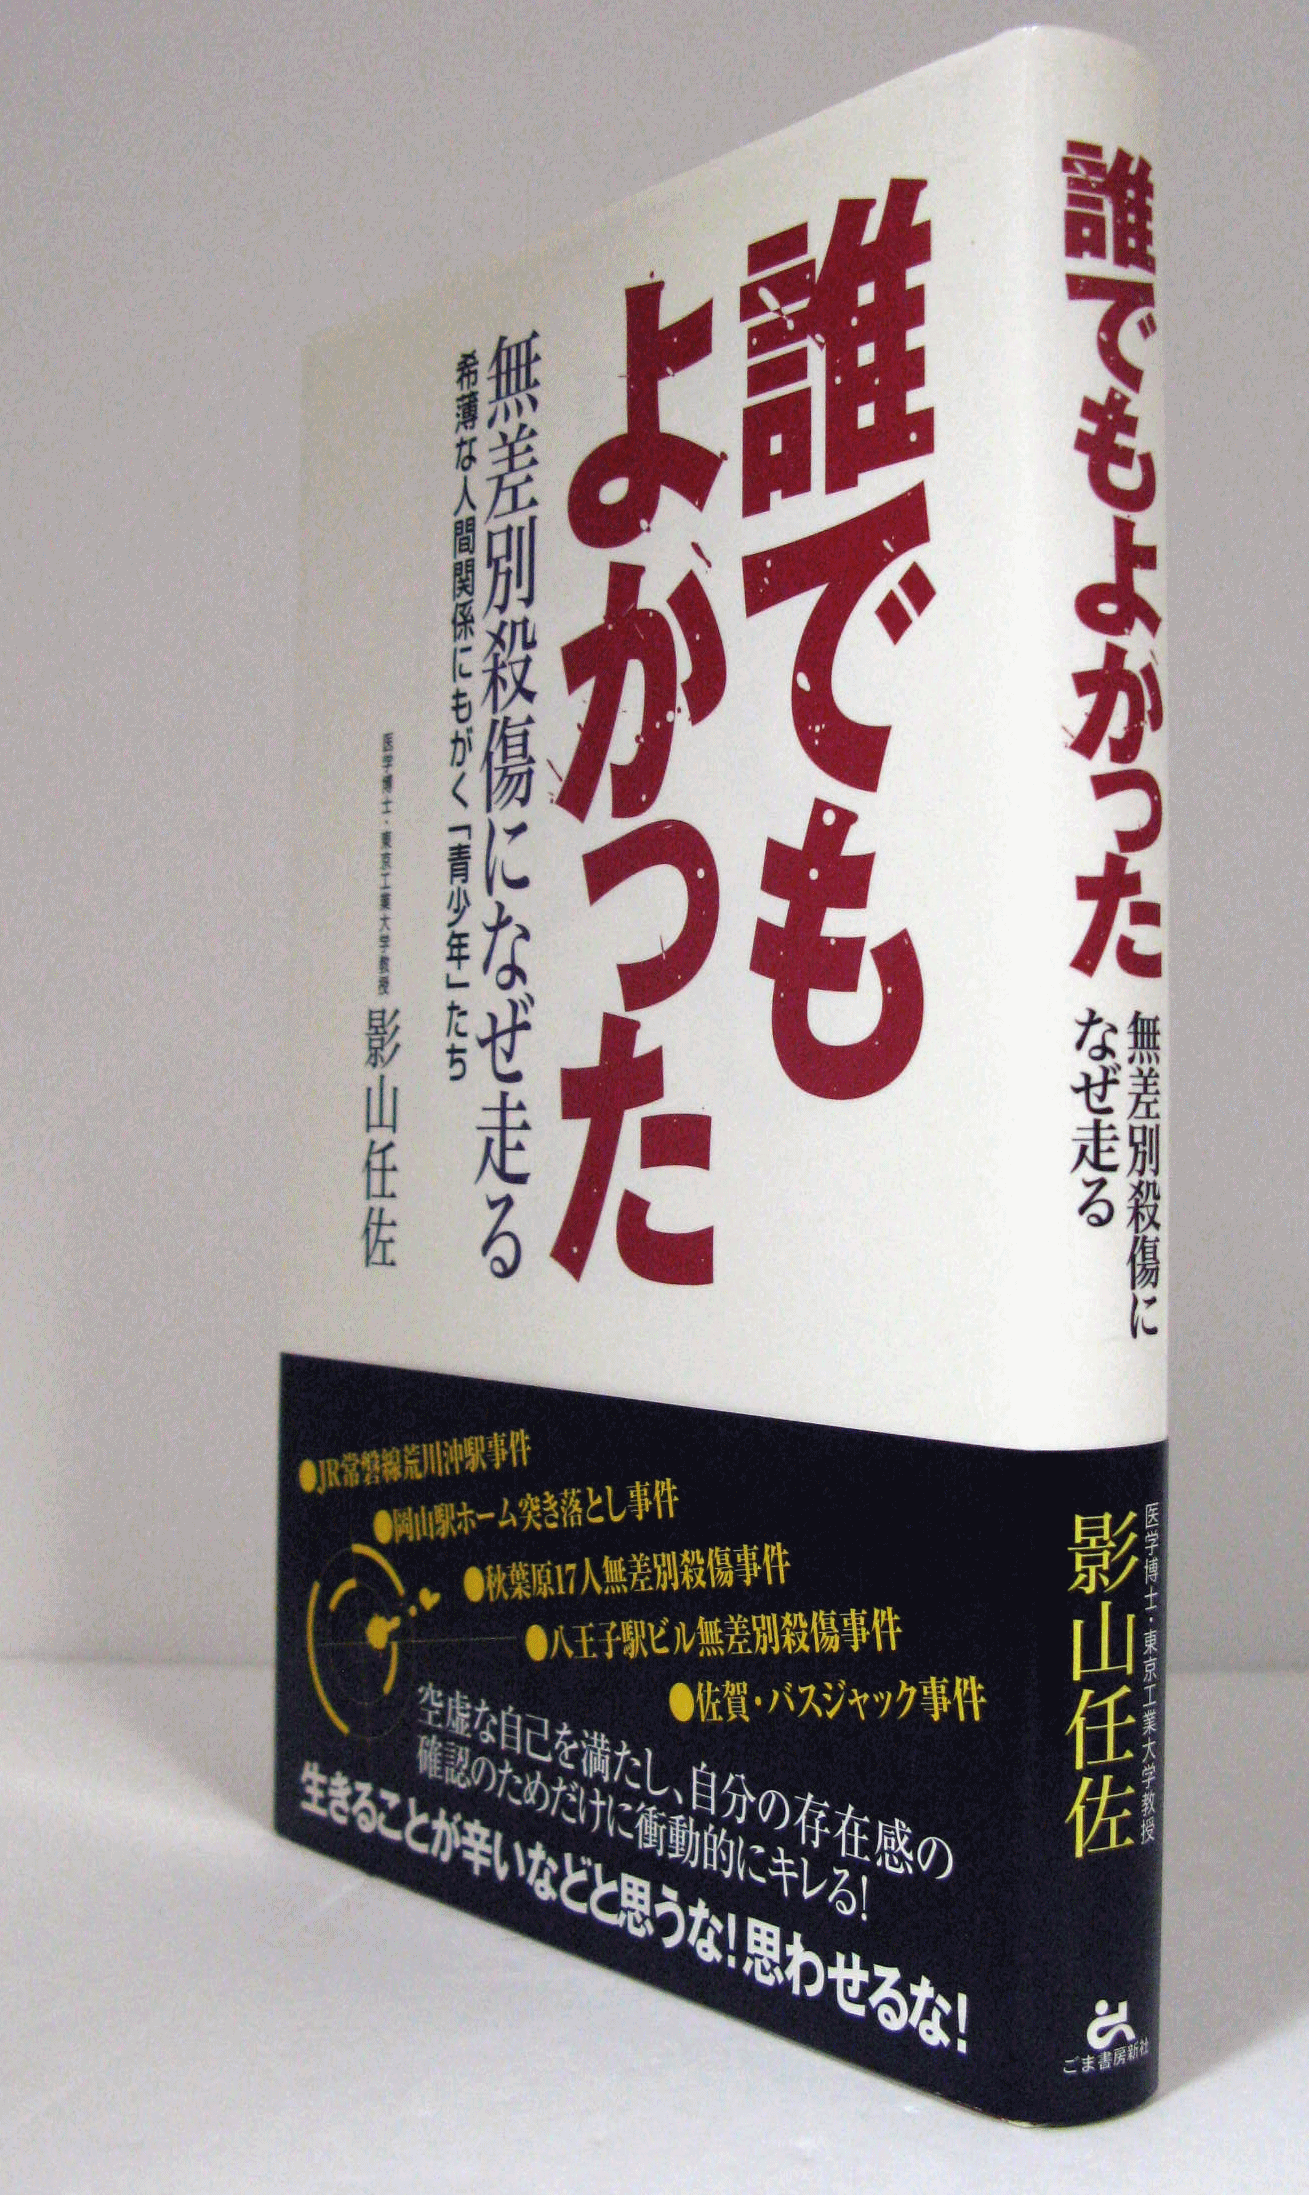 誰でも
よかった
無差別殺傷になぜ走る
希薄な人間関係にもがく「青少年」たち
医学博士・東京工業大学教授
影山任佐
●JR常磐線荒川沖駅事件
●岡山駅ホーム突き落とし事件
●秋葉原17人無差別殺傷事件
●八王子駅ビル無差別殺傷事件
●佐賀・バスジャック事件
空虚な自己を満たし、自分の存在感の
確認のためだけに衝動的にキレる!
生きることが辛いなどと思うな!思わせるな!
誰でもよかった
無差別殺傷に
なぜ走る
医学博士・東京工業大学教授
影山任佐
ごま書房新社